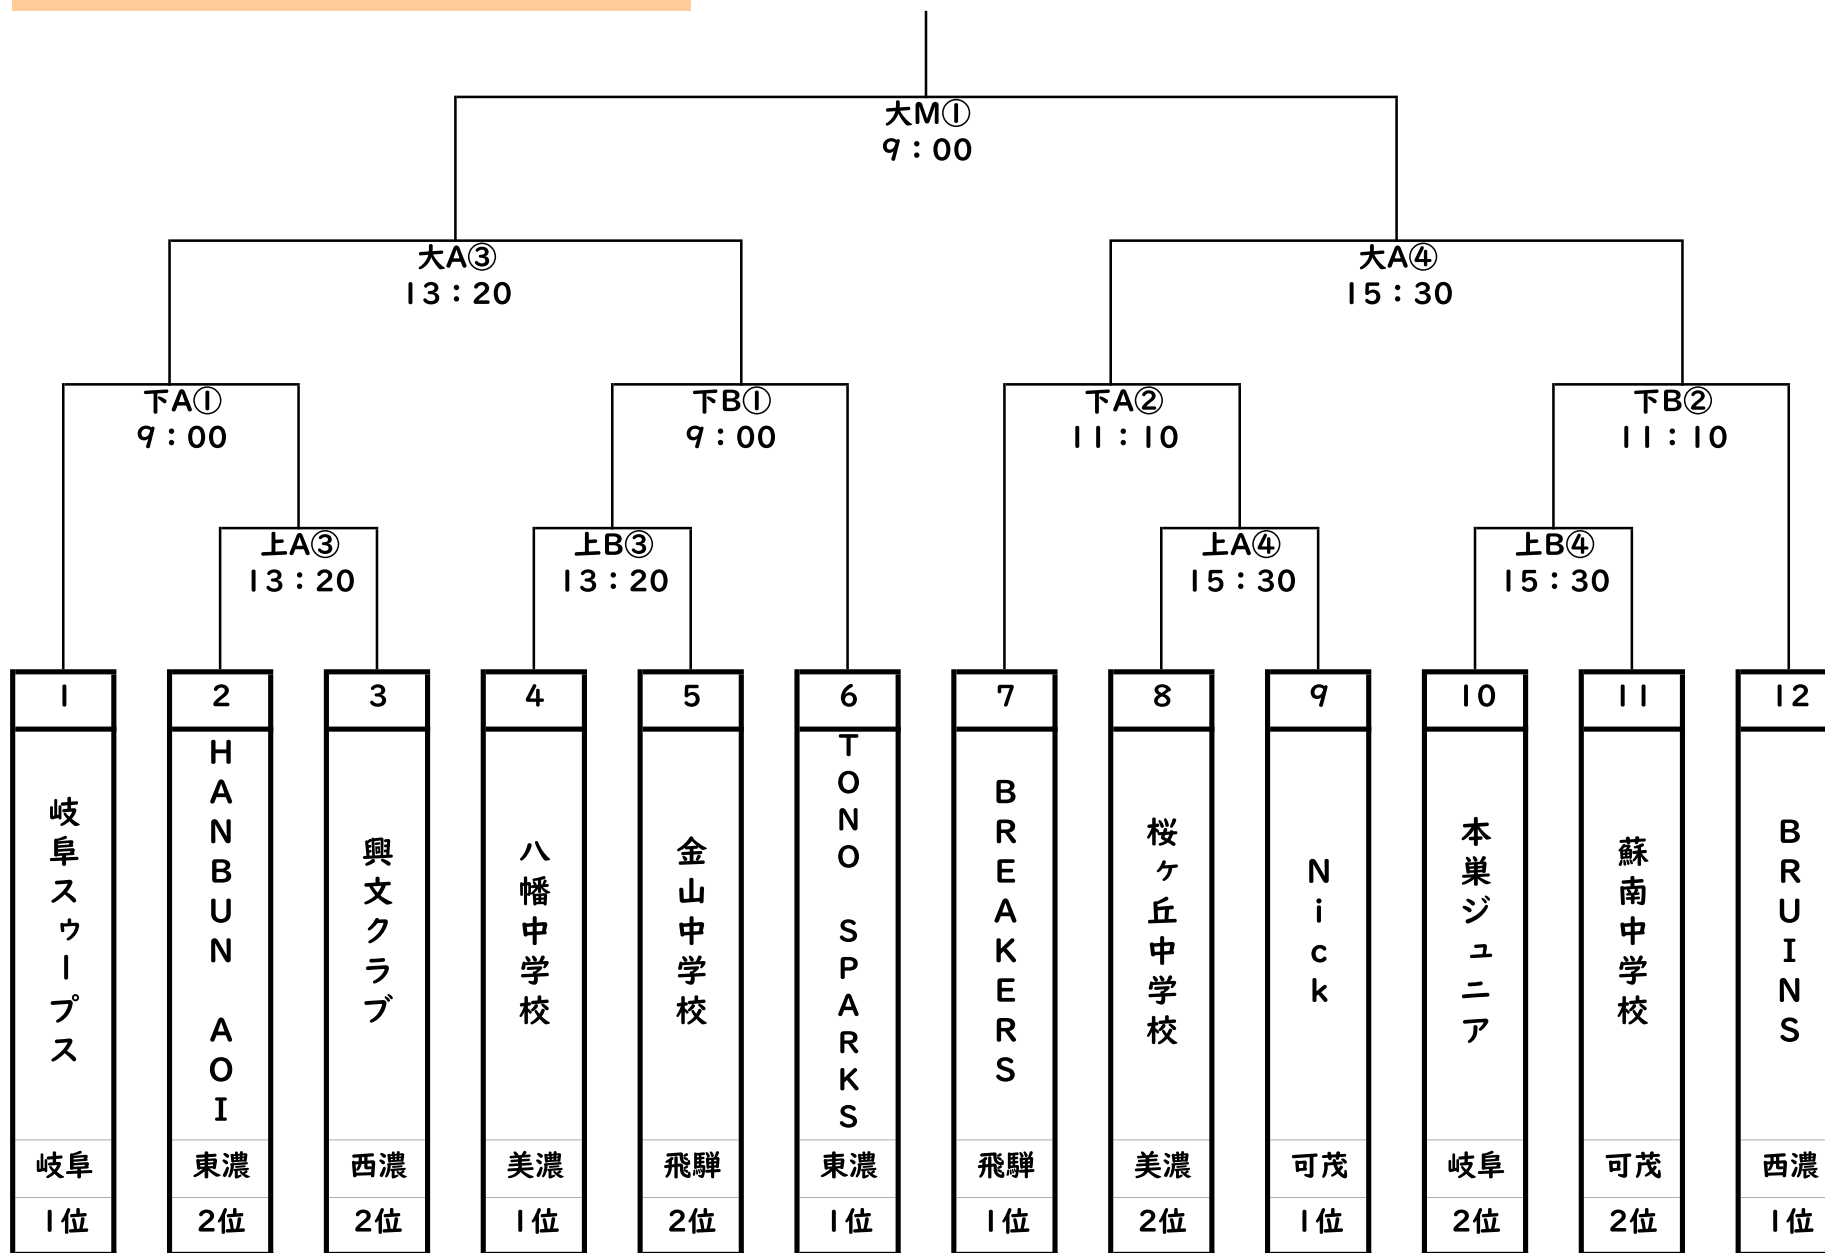 大M①
9：00
大A③
13：20
大A④
15：30
下A①
9：00
下B①
9：00
下A②
11：10
下B②
11：10
上A③
13：20
上B③
13：20
上A④
15：30
上B④
15：30
1
2
3
4
5
6
7
8
9
10
11
12
岐阜スゥープス
HANBUN AOI
興文クラブ
八幡中学校
金山中学校
TONO SPARKS
BREAKERS
桜ヶ丘中学校
Nick
本巣ジュニア
蘇南中学校
BRUINS
岐阜
東濃
西濃
美濃
飛騨
東濃
飛騨
美濃
可茂
岐阜
可茂
西濃
1位
2位
2位
1位
2位
1位
1位
2位
1位
2位
2位
1位